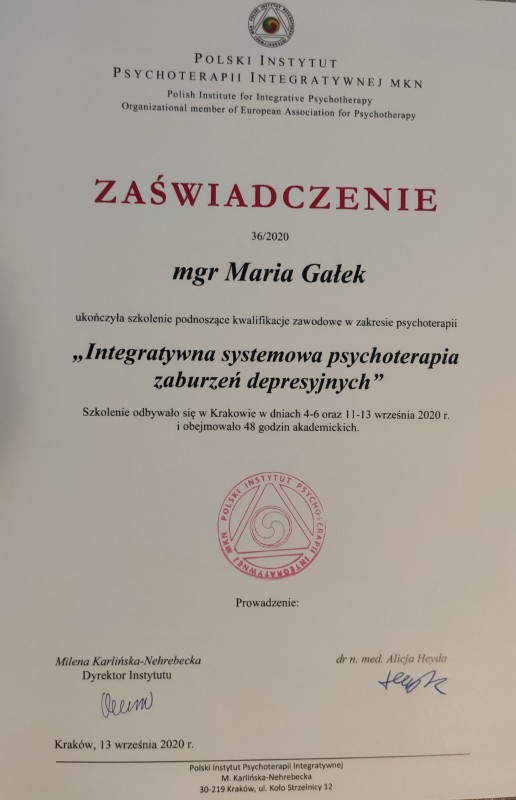 POLSKI INSTYTUT
PSYCHOTERAPII INTEGRATYWNEJ MKN
Polish Institute for Integrative Psychotherapy
Organizational member of European Association for Psychotherapy
ZAŚWIADCZENIE
36/2020
mgr Maria Gałek
ukończyła szkolenie podnoszące kwalifikacje zawodowe w zakresie psychoterapii
„Integratywna systemowa psychoterapia
zaburzeń depresyjnych”
Szkolenie odbywało się w Krakowie w dniach 4-6 oraz 11-13 września 2020 r.
i obejmowało 48 godzin akademickich.
POLSKI INSTYTUT PSYCHOTERAPII INTEGRATYWNEJ MKN
Prowadzenie:
Milena Karlińska-Nehrebecka
Dyrektor Instytutu
dr n. med. Alicja Heyda
Kraków, 13 września 2020 r.
Polski Instytut Psychoterapii Integratywnej
M. Karlińska-Nehrebecka
30-219 Kraków, ul. Koło Strzelnicy 12